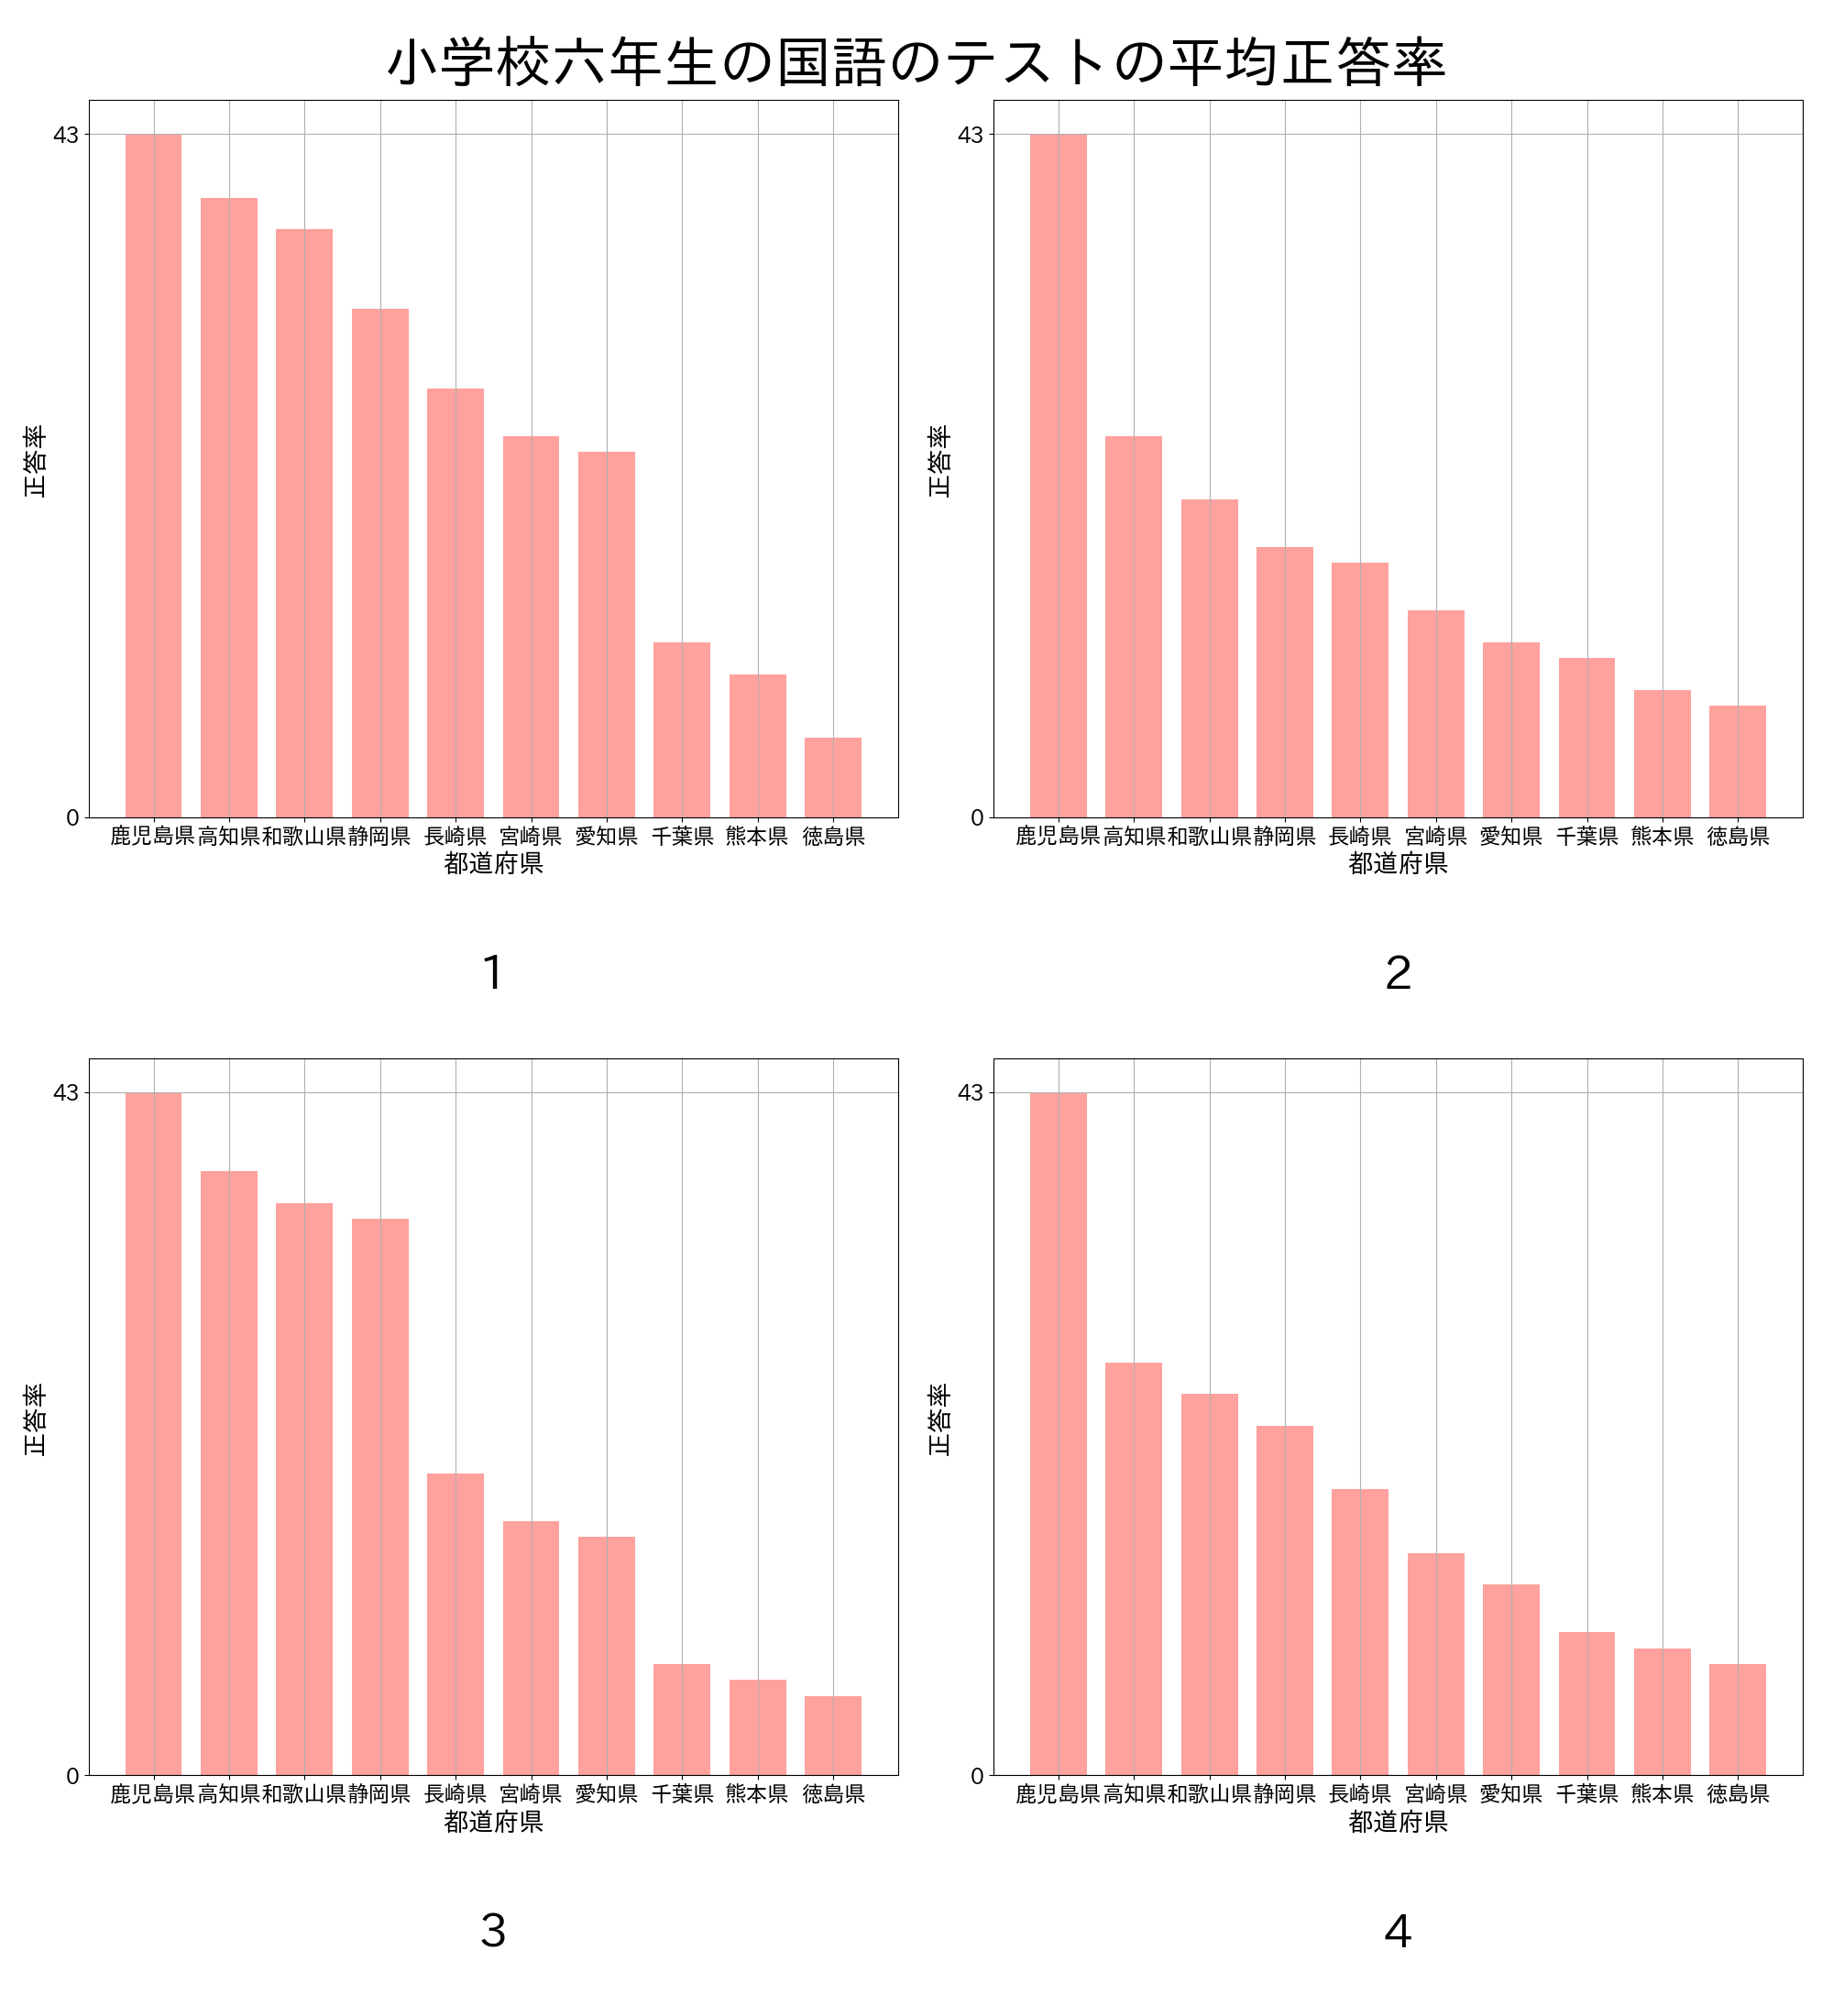 小学校六年生の国語のテストの平均正答率
43
0
正答率
鹿児島県 高知県 和歌山県 静岡県 長崎県 宮崎県 愛知県 千葉県 熊本県 徳島県
都道府県
1
43
0
正答率
鹿児島県 高知県 和歌山県 静岡県 長崎県 宮崎県 愛知県 千葉県 熊本県 徳島県
都道府県
2
43
0
正答率
鹿児島県 高知県 和歌山県 静岡県 長崎県 宮崎県 愛知県 千葉県 熊本県 徳島県
都道府県
3
43
0
正答率
鹿児島県 高知県 和歌山県 静岡県 長崎県 宮崎県 愛知県 千葉県 熊本県 徳島県
都道府県
4